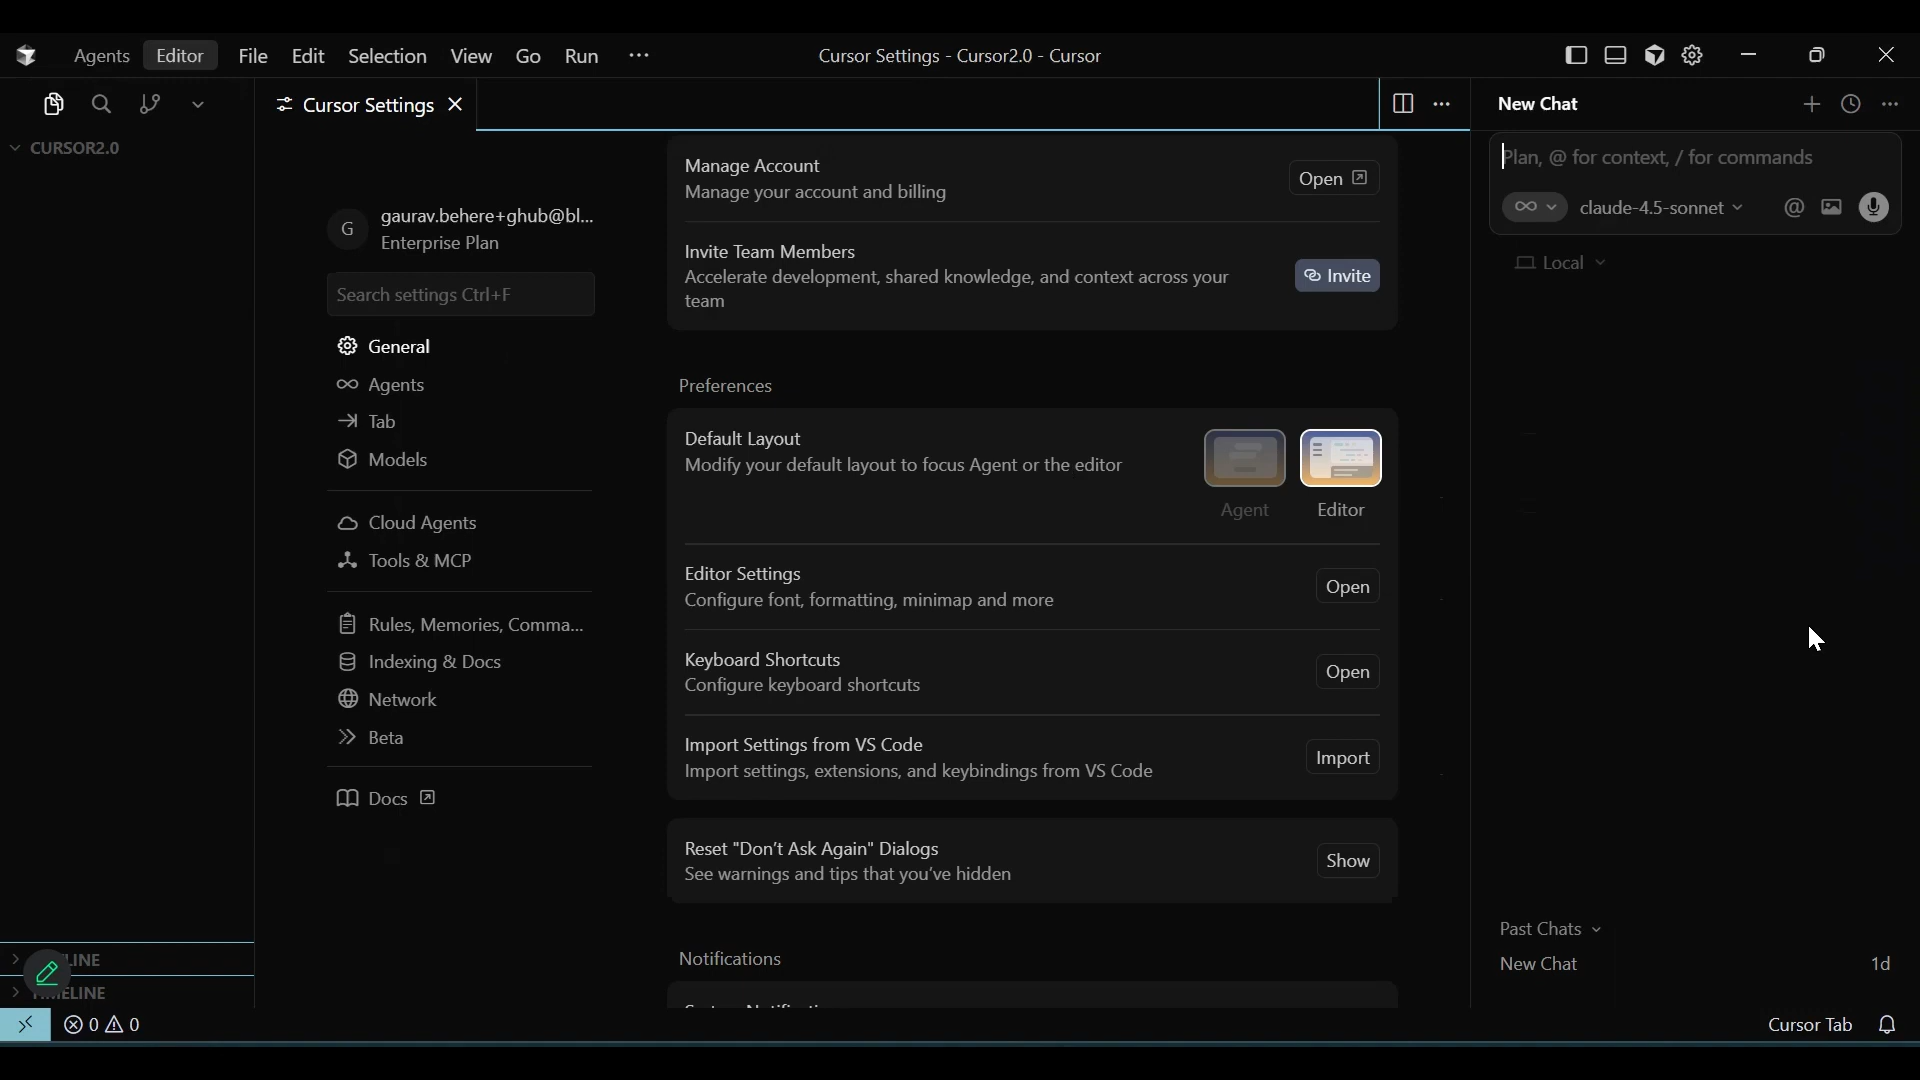 Agents Editor File Edit Selection View Go Run ···
Cursor Settings - Cursor2.0 - Cursor
Cursor Settings
CURSOR2.0
G
gaurav.behere+ghub@bl...
Enterprise Plan
Search settings Ctrl+F
General
Agents
Tab
Models
Cloud Agents
Tools & MCP
Rules, Memories, Comma...
Indexing & Docs
Network
Beta
Docs
Manage Account
Manage your account and billing
Open
Invite Team Members
Accelerate development, shared knowledge, and context across your
team
Invite
Preferences
Default Layout
Modify your default layout to focus Agent or the editor
Agent Editor
Editor Settings
Configure font, formatting, minimap and more
Open
Keyboard Shortcuts
Configure keyboard shortcuts
Open
Import Settings from VS Code
Import settings, extensions, and keybindings from VS Code
Import
Reset "Don't Ask Again" Dialogs
See warnings and tips that you've hidden
Show
Notifications
New Chat
Plan, @ for context, / for commands
claude-4.5-sonnet
Local
Past Chats
New Chat 1d
0 0
Cursor Tab